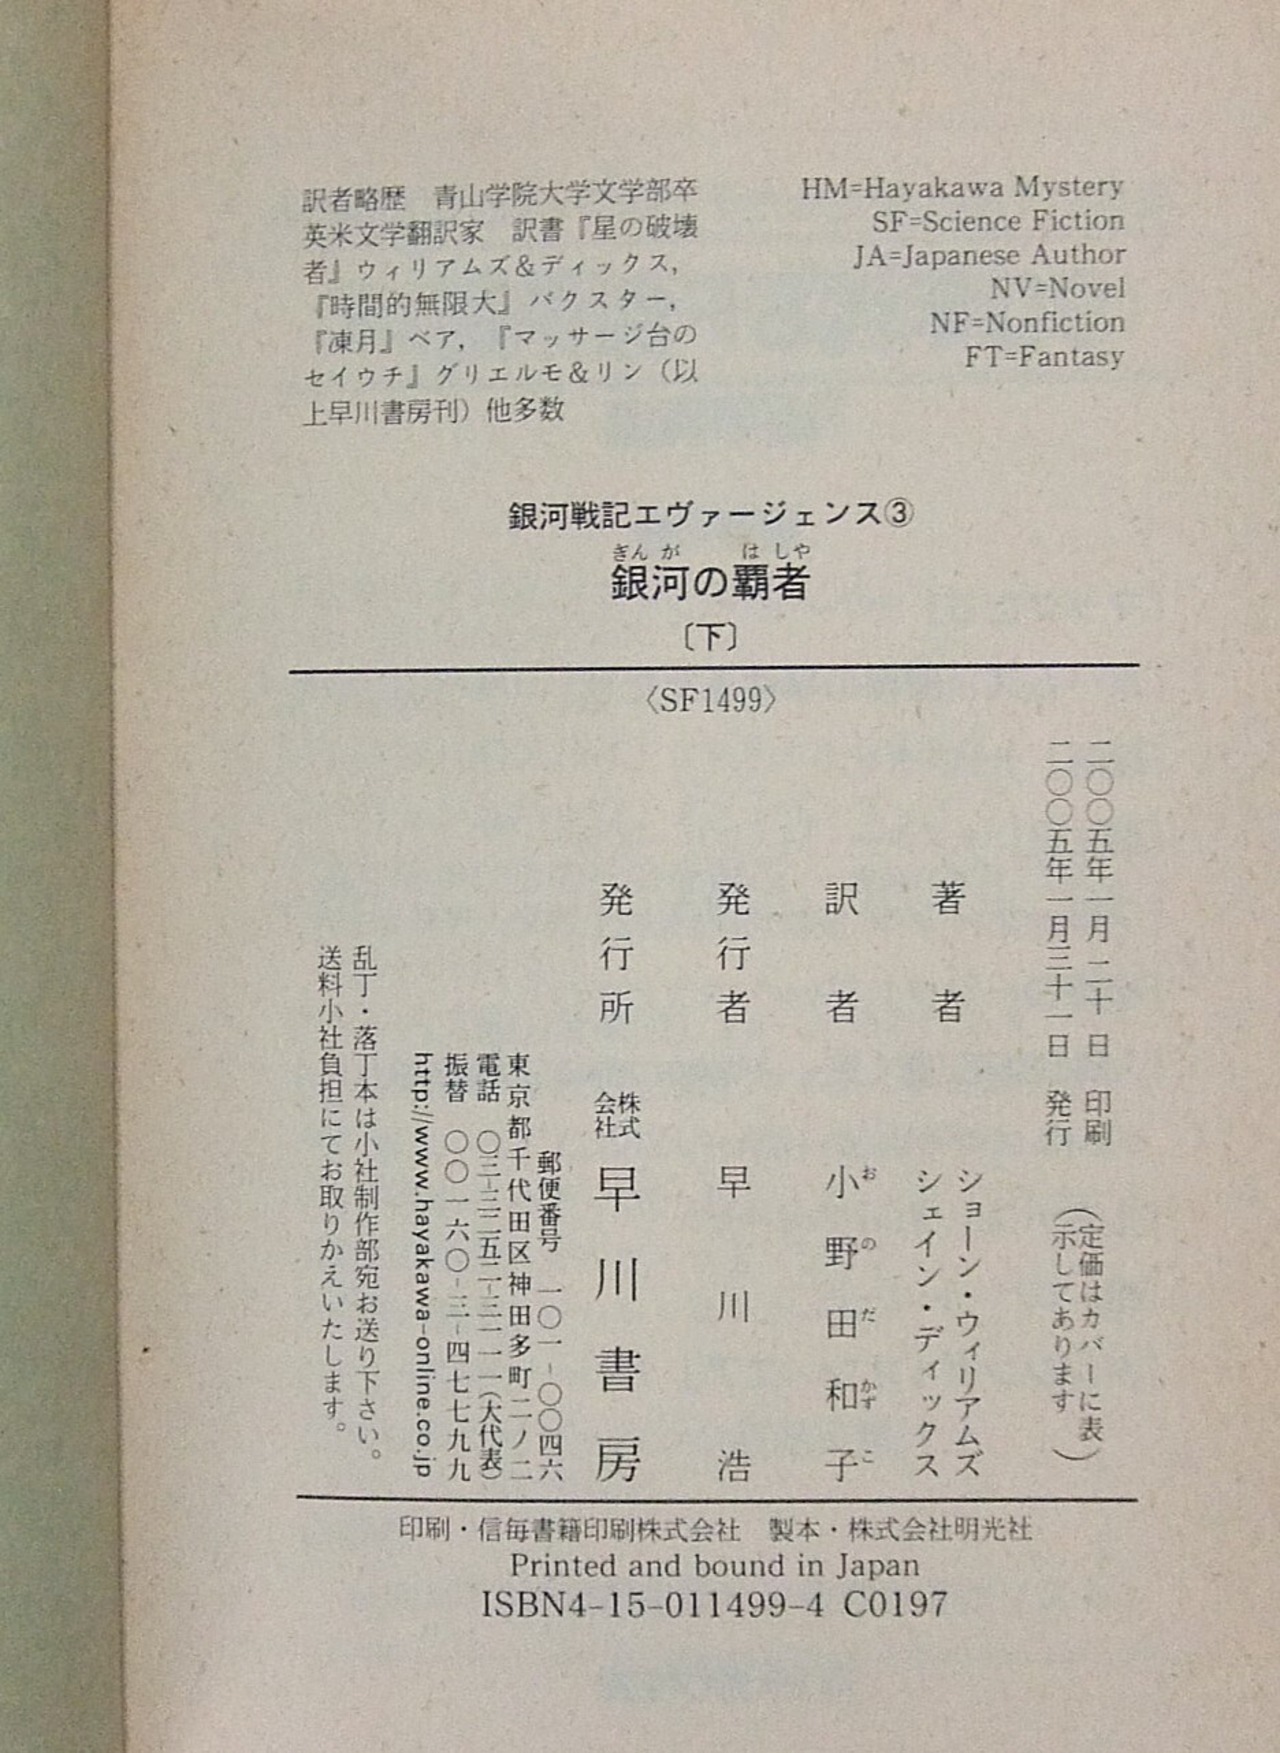 訳者略歴　青山学院大学文学部卒
英米文学翻訳家　訳書『星の破壊
者』ウィリアムズ&ディックス，
『時間的無限大』バクスター，
『凍月』ベア，『マッサージ台の
セイウチ』グリエルモ&リン（以
上早川書房刊）他多数
HM=Hayakawa Mystery
SF=Science Fiction
JA=Japanese Author
NV=Novel
NF=Nonfiction
FT=Fantasy
銀河戦記エヴァージェンス③
ぎんが　はしや
銀河の覇者
〔下〕
〈SF1499〉
二〇〇五年一月二十日　印刷
二〇〇五年一月三十一日　発行
（定価はカバーに表
示してあります）
著者　ショーン・ウィリアムズ
シェイン・ディックス
訳者　小野田和子
おのだかずこ
発行者　早川浩
発行所　株式会社　早川書房
郵便番号　一〇一-〇〇四六
東京都千代田区神田多町二ノ二
電話　〇三-三二五二-三一一一（大代表）
振替　〇〇一六〇-三-四七七九九
http://www.hayakawa-online.co.jp
乱丁・落丁本は小社制作部宛お送り下さい。
送料小社負担にてお取りかえいたします。
印刷・信毎書籍印刷株式会社　製本・株式会社明光社
Printed and bound in Japan
ISBN4-15-011499-4 C0197